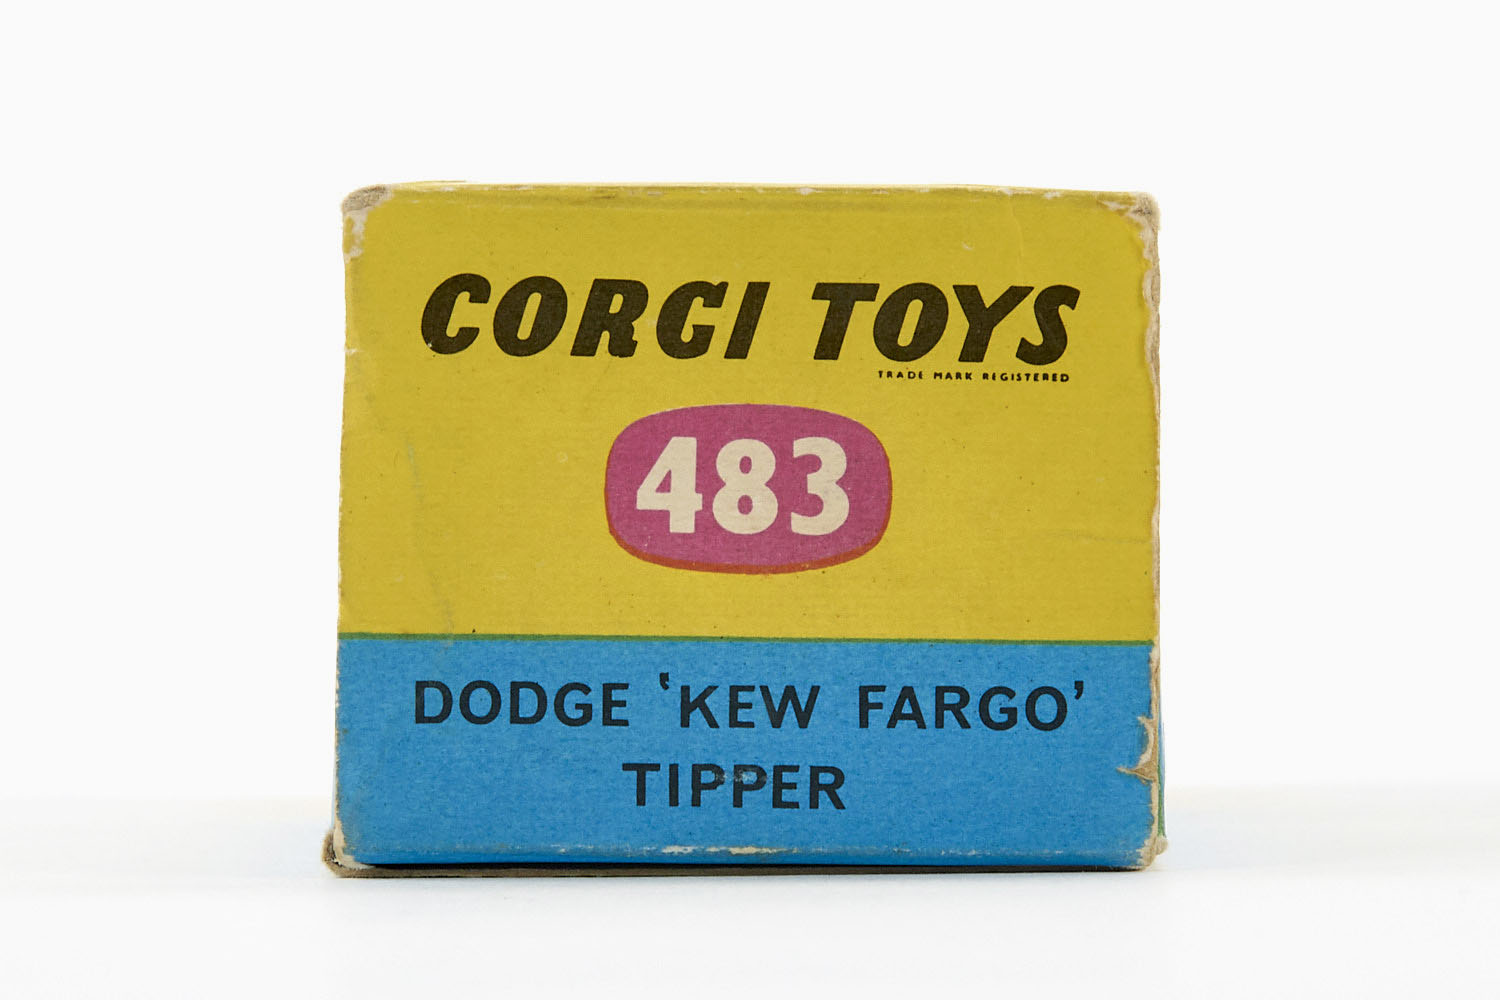 CORGI TOYS
TRADE MARK REGISTERED
483
DODGE ‘KEW FARGO’
TIPPER